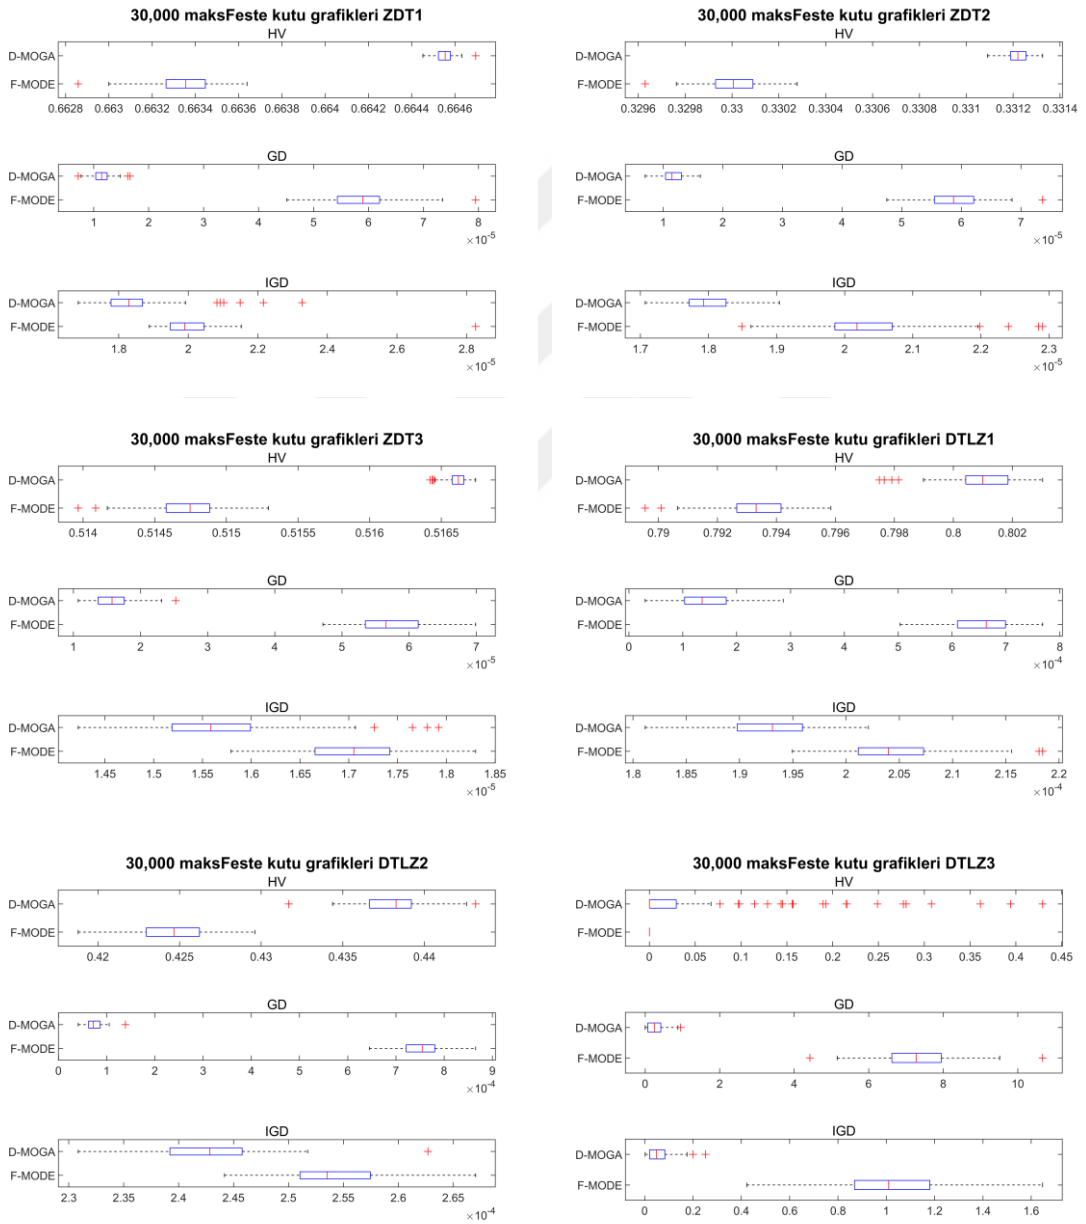 30,000 maksFeste kutu grafikleri ZDT1
HV
D-MOGA
F-MODE
0.6628 0.663 0.6632 0.6634 0.6636 0.6638 0.664 0.6642 0.6644 0.6646
GD
D-MOGA
F-MODE
1 2 3 4 5 6 7 8
×10-5
IGD
D-MOGA
F-MODE
1.8 2 2.2 2.4 2.6 2.8
×10-5
30,000 maksFeste kutu grafikleri ZDT2
HV
D-MOGA
F-MODE
0.3296 0.3298 0.33 0.3302 0.3304 0.3306 0.3308 0.331 0.3312 0.3314
GD
D-MOGA
F-MODE
1 2 3 4 5 6 7
×10-5
IGD
D-MOGA
F-MODE
1.7 1.8 1.9 2 2.1 2.2 2.3
×10-5
30,000 maksFeste kutu grafikleri ZDT3
HV
D-MOGA
F-MODE
0.514 0.5145 0.515 0.5155 0.516 0.5165
GD
D-MOGA
F-MODE
1 2 3 4 5 6 7
×10-5
IGD
D-MOGA
F-MODE
1.45 1.5 1.55 1.6 1.65 1.7 1.75 1.8 1.85
×10-5
30,000 maksFeste kutu grafikleri DTLZ1
HV
D-MOGA
F-MODE
0.79 0.792 0.794 0.796 0.798 0.8 0.802
GD
D-MOGA
F-MODE
0 1 2 3 4 5 6 7 8
×10-4
IGD
D-MOGA
F-MODE
1.8 1.85 1.9 1.95 2 2.05 2.1 2.15 2.2
×10-4
30,000 maksFeste kutu grafikleri DTLZ2
HV
D-MOGA
F-MODE
0.42 0.425 0.43 0.435 0.44
GD
D-MOGA
F-MODE
0 1 2 3 4 5 6 7 8 9
×10-4
IGD
D-MOGA
F-MODE
2.3 2.35 2.4 2.45 2.5 2.55 2.6 2.65
×10-4
30,000 maksFeste kutu grafikleri DTLZ3
HV
D-MOGA
F-MODE
0 0.05 0.1 0.15 0.2 0.25 0.3 0.35 0.4 0.45
GD
D-MOGA
F-MODE
0 2 4 6 8 10
IGD
D-MOGA
F-MODE
0 0.2 0.4 0.6 0.8 1 1.2 1.4 1.6